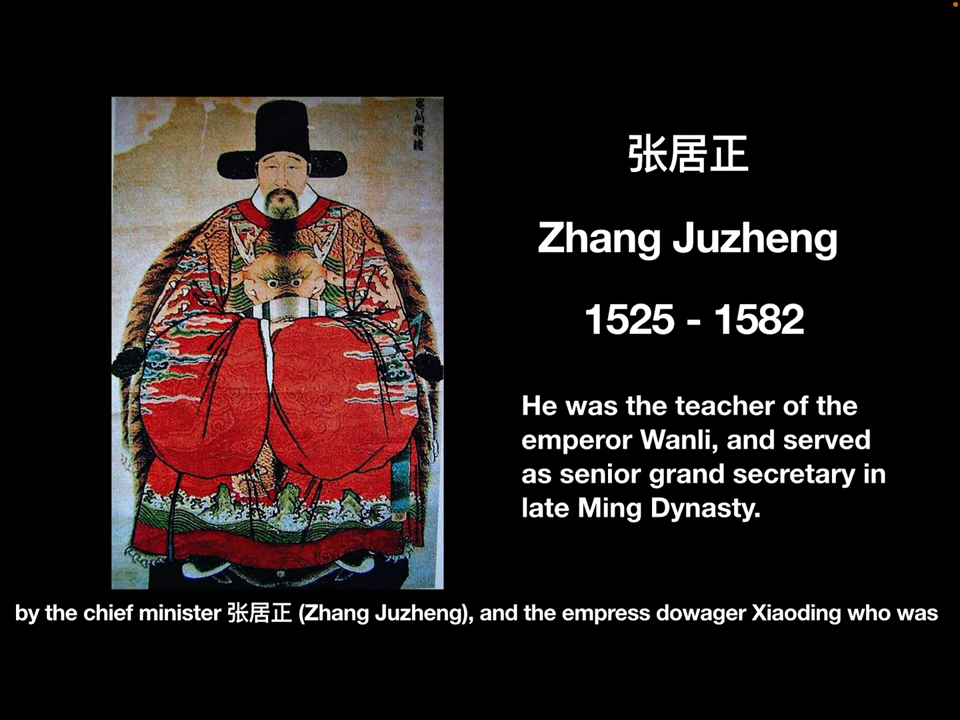 张居正
Zhang Juzheng
1525 - 1582
He was the teacher of the
emperor Wanli, and served
as senior grand secretary in
late Ming Dynasty.
by the chief minister 张居正 (Zhang Juzheng), and the empress dowager Xiaoding who was